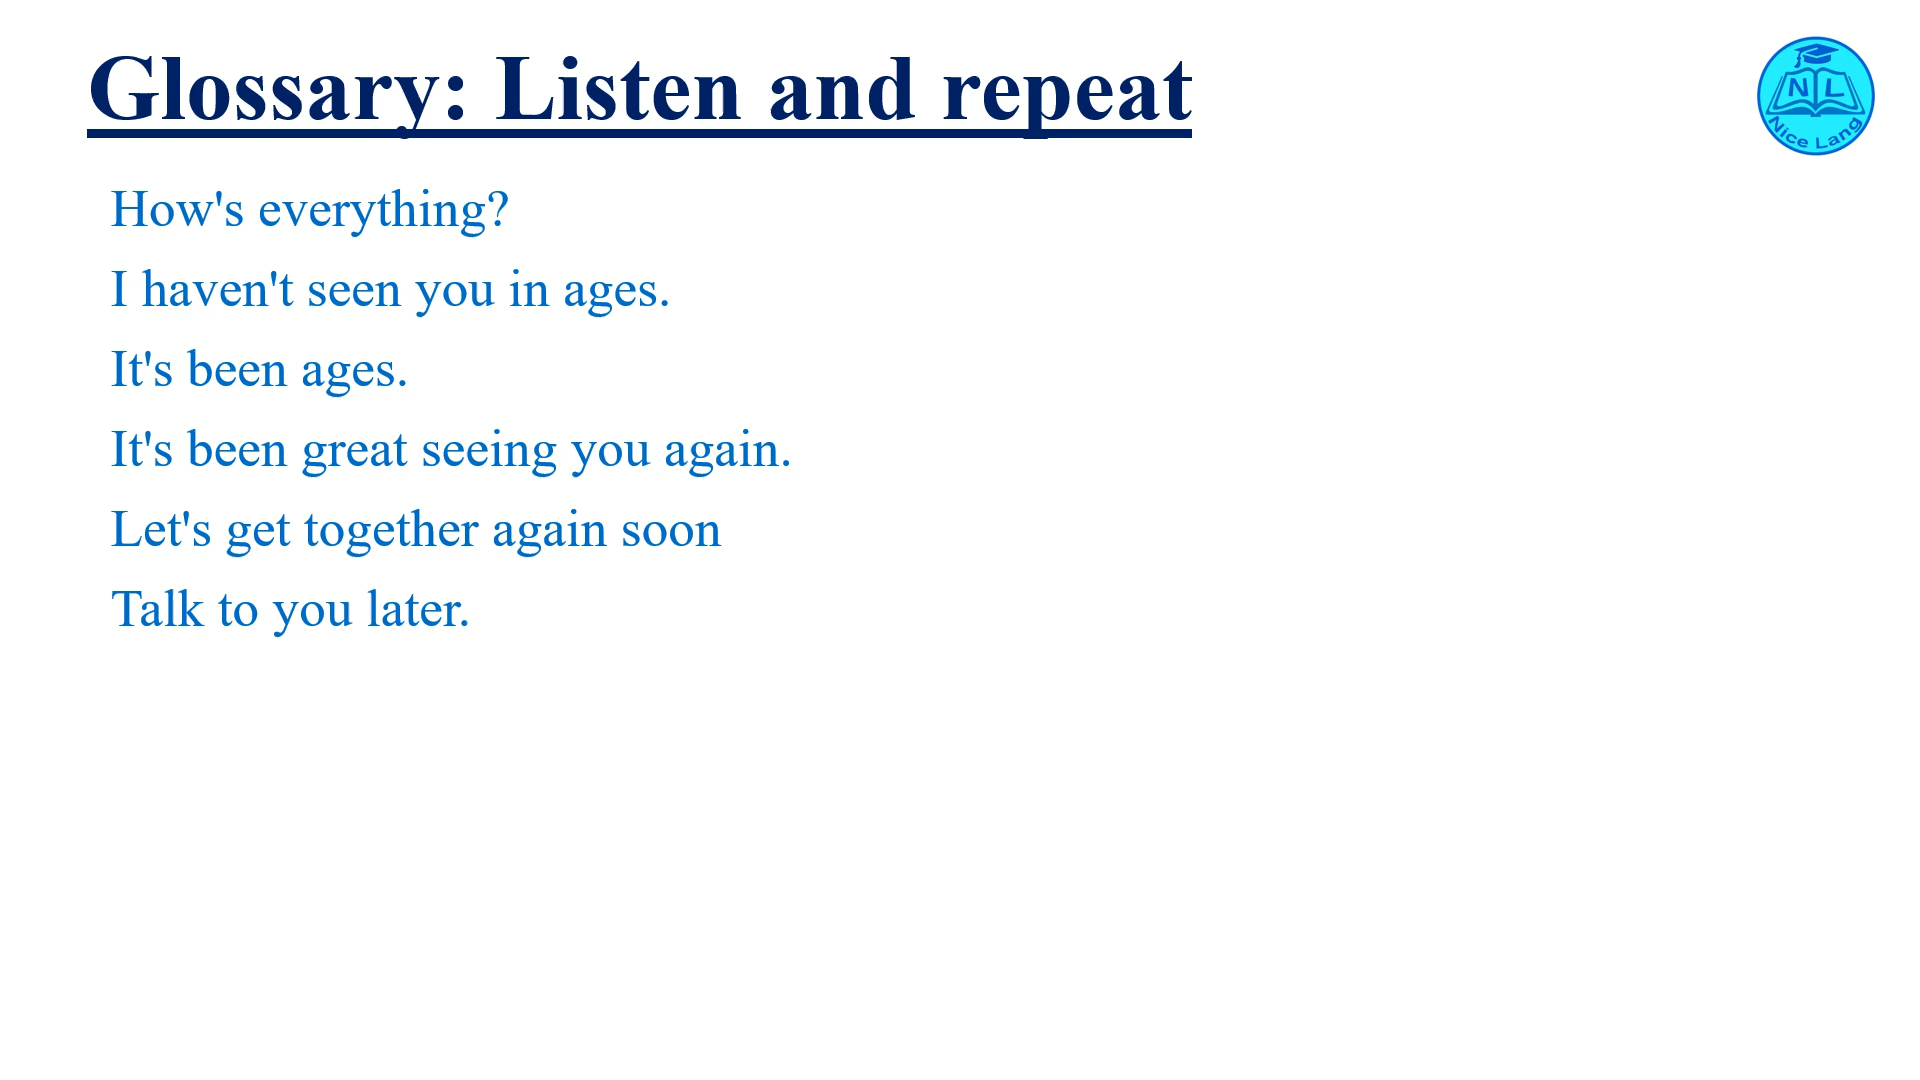 Glossary: Listen and repeat
N L
Nice Lang
How's everything?
I haven't seen you in ages.
It's been ages.
It's been great seeing you again.
Let's get together again soon
Talk to you later.